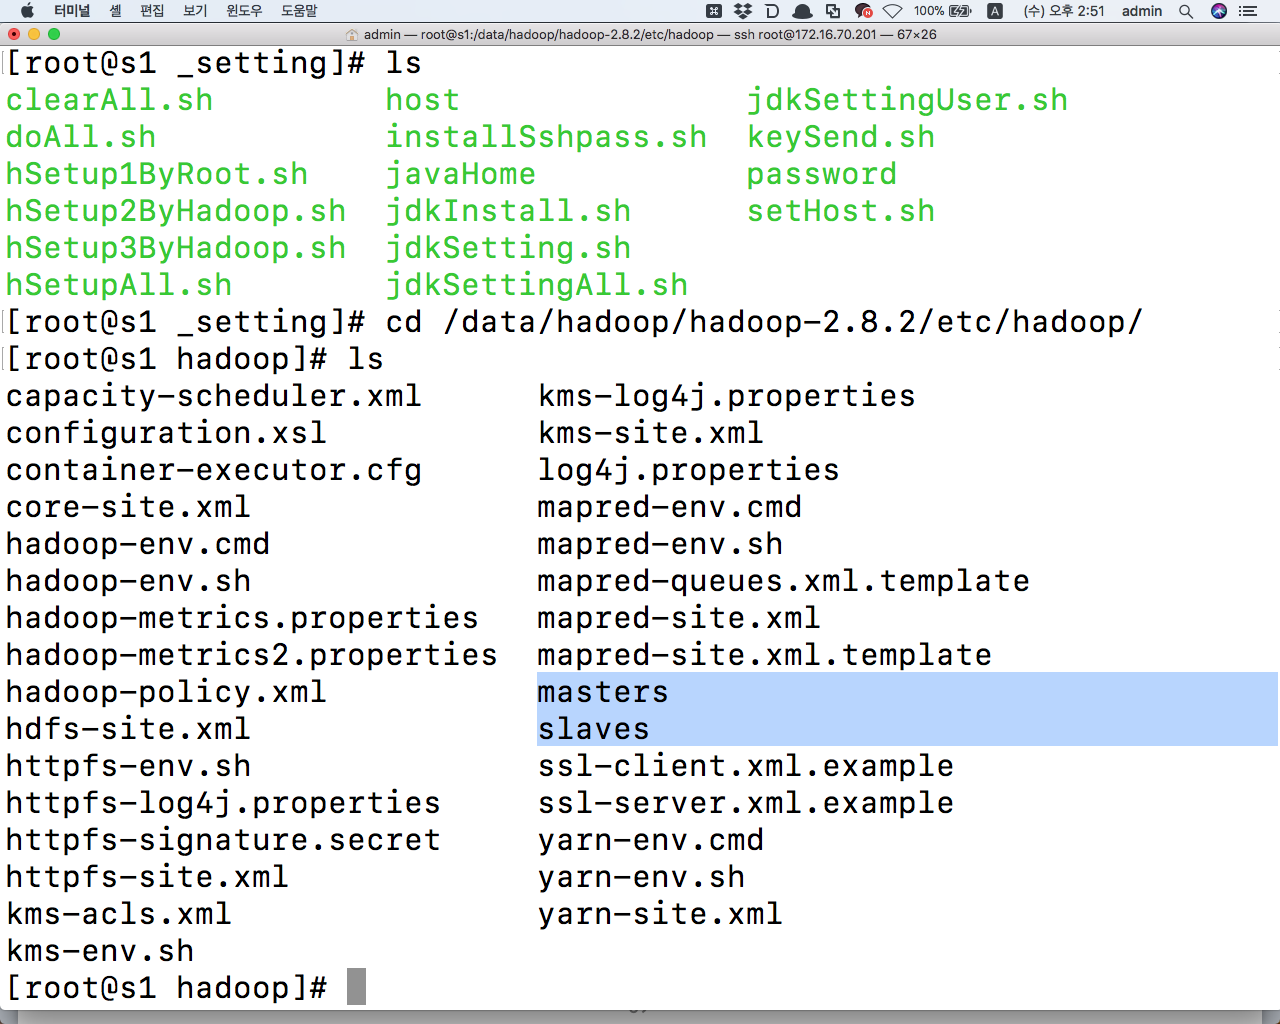 터미널 셸 편집 보기 윈도우 도움말 100% A (수) 오후 2:51 admin
admin — root@s1:/data/hadoop/hadoop-2.8.2/etc/hadoop — ssh root@172.16.70.201 — 67×26
[root@s1 _setting]# ls
clearAll.sh host jdkSettingUser.sh
doAll.sh installSshpass.sh keySend.sh
hSetup1ByRoot.sh javaHome password
hSetup2ByHadoop.sh jdkInstall.sh setHost.sh
hSetup3ByHadoop.sh jdkSetting.sh
hSetupAll.sh jdkSettingAll.sh
[root@s1 _setting]# cd /data/hadoop/hadoop-2.8.2/etc/hadoop/
[root@s1 hadoop]# ls
capacity-scheduler.xml kms-log4j.properties
configuration.xsl kms-site.xml
container-executor.cfg log4j.properties
core-site.xml mapred-env.cmd
hadoop-env.cmd mapred-env.sh
hadoop-env.sh mapred-queues.xml.template
hadoop-metrics.properties mapred-site.xml
hadoop-metrics2.properties mapred-site.xml.template
hadoop-policy.xml masters
hdfs-site.xml slaves
httpfs-env.sh ssl-client.xml.example
httpfs-log4j.properties ssl-server.xml.example
httpfs-signature.secret yarn-env.cmd
httpfs-site.xml yarn-env.sh
kms-acls.xml yarn-site.xml
kms-env.sh
[root@s1 hadoop]#